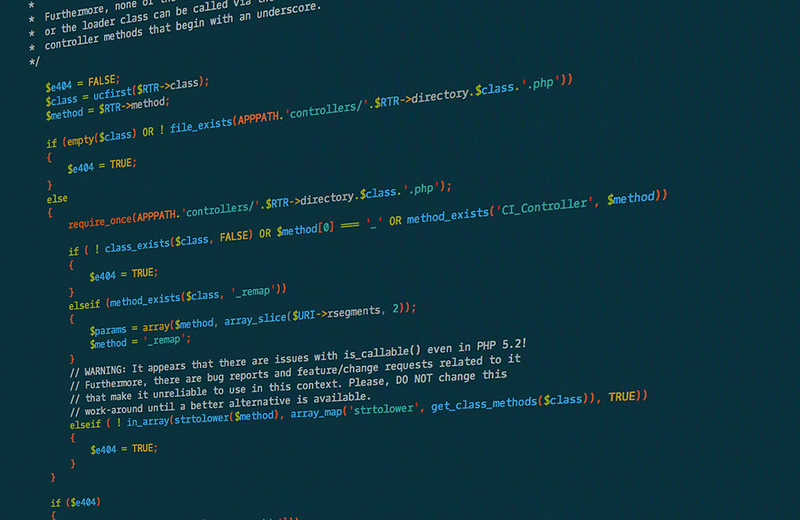 *
* Furthermore, none of the
* or the loader class can be called via the
* controller methods that begin with an underscore.
*/
$e404 = FALSE;
$class = ucfirst($RTR->class);
$method = $RTR->method;
if (empty($class) OR ! file_exists(APPPATH.'controllers/'.$RTR->directory.$class.'.php'))
{
$e404 = TRUE;
}
else
{
require_once(APPPATH.'controllers/'.$RTR->directory.$class.'.php');
if ( ! class_exists($class, FALSE) OR $method[0] === '_' OR method_exists('CI_Controller', $method))
{
$e404 = TRUE;
}
elseif (method_exists($class, '_remap'))
{
$params = array($method, array_slice($URI->rsegments, 2));
$method = '_remap';
}
// WARNING: It appears that there are issues with is_callable() even in PHP 5.2!
// Furthermore, there are bug reports and feature/change requests related to it
// that make it unreliable to use in this context. Please, DO NOT change this
// work-around until a better alternative is available.
elseif ( ! in_array(strtolower($method), array_map('strtolower', get_class_methods($class)), TRUE))
{
$e404 = TRUE;
}
}
if ($e404)
{